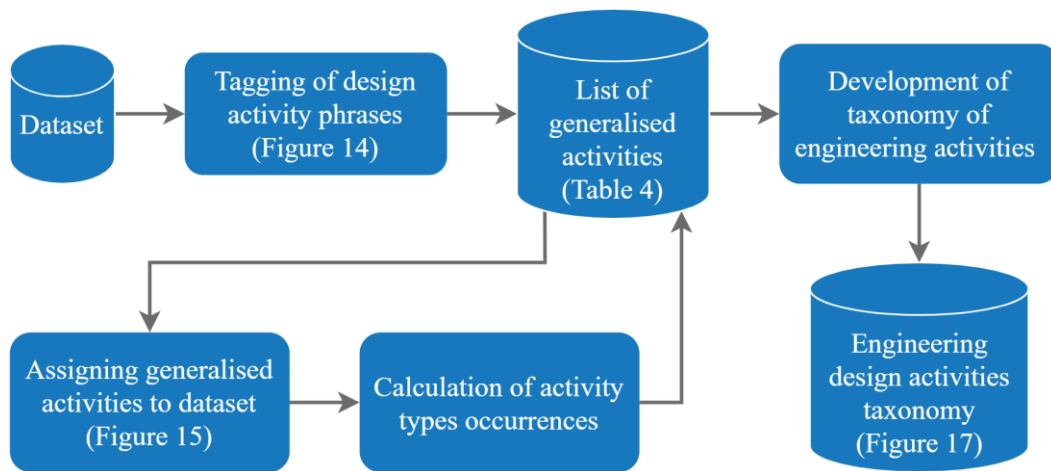 Dataset
Tagging of design
activity phrases
(Figure 14)
List of
generalised
activities
(Table 4)
Development of
taxonomy of
engineering activities
Assigning generalised
activities to dataset
(Figure 15)
Calculation of activity
types occurrences
Engineering
design activities
taxonomy
(Figure 17)